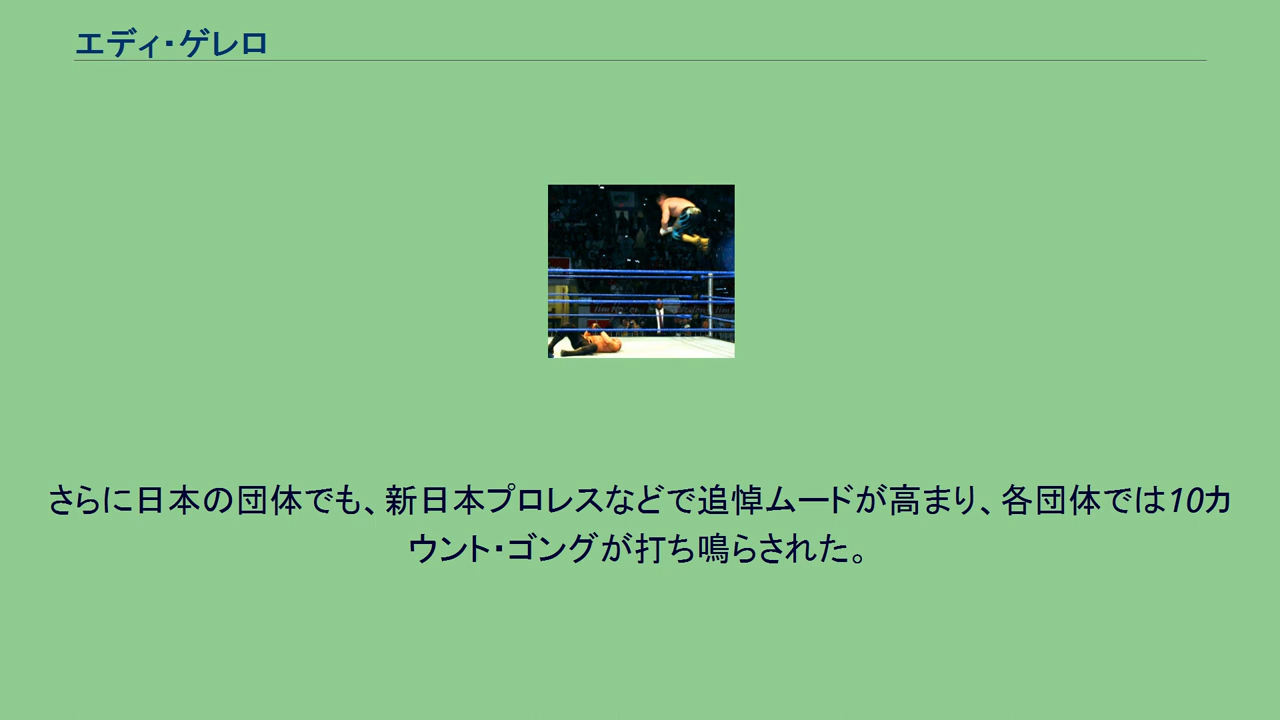 エディ・ゲレロ
さらに日本の団体でも、新日本プロレスなどで追悼ムードが高まり、各団体では10カ
ウント・ゴングが打ち鳴らされた。